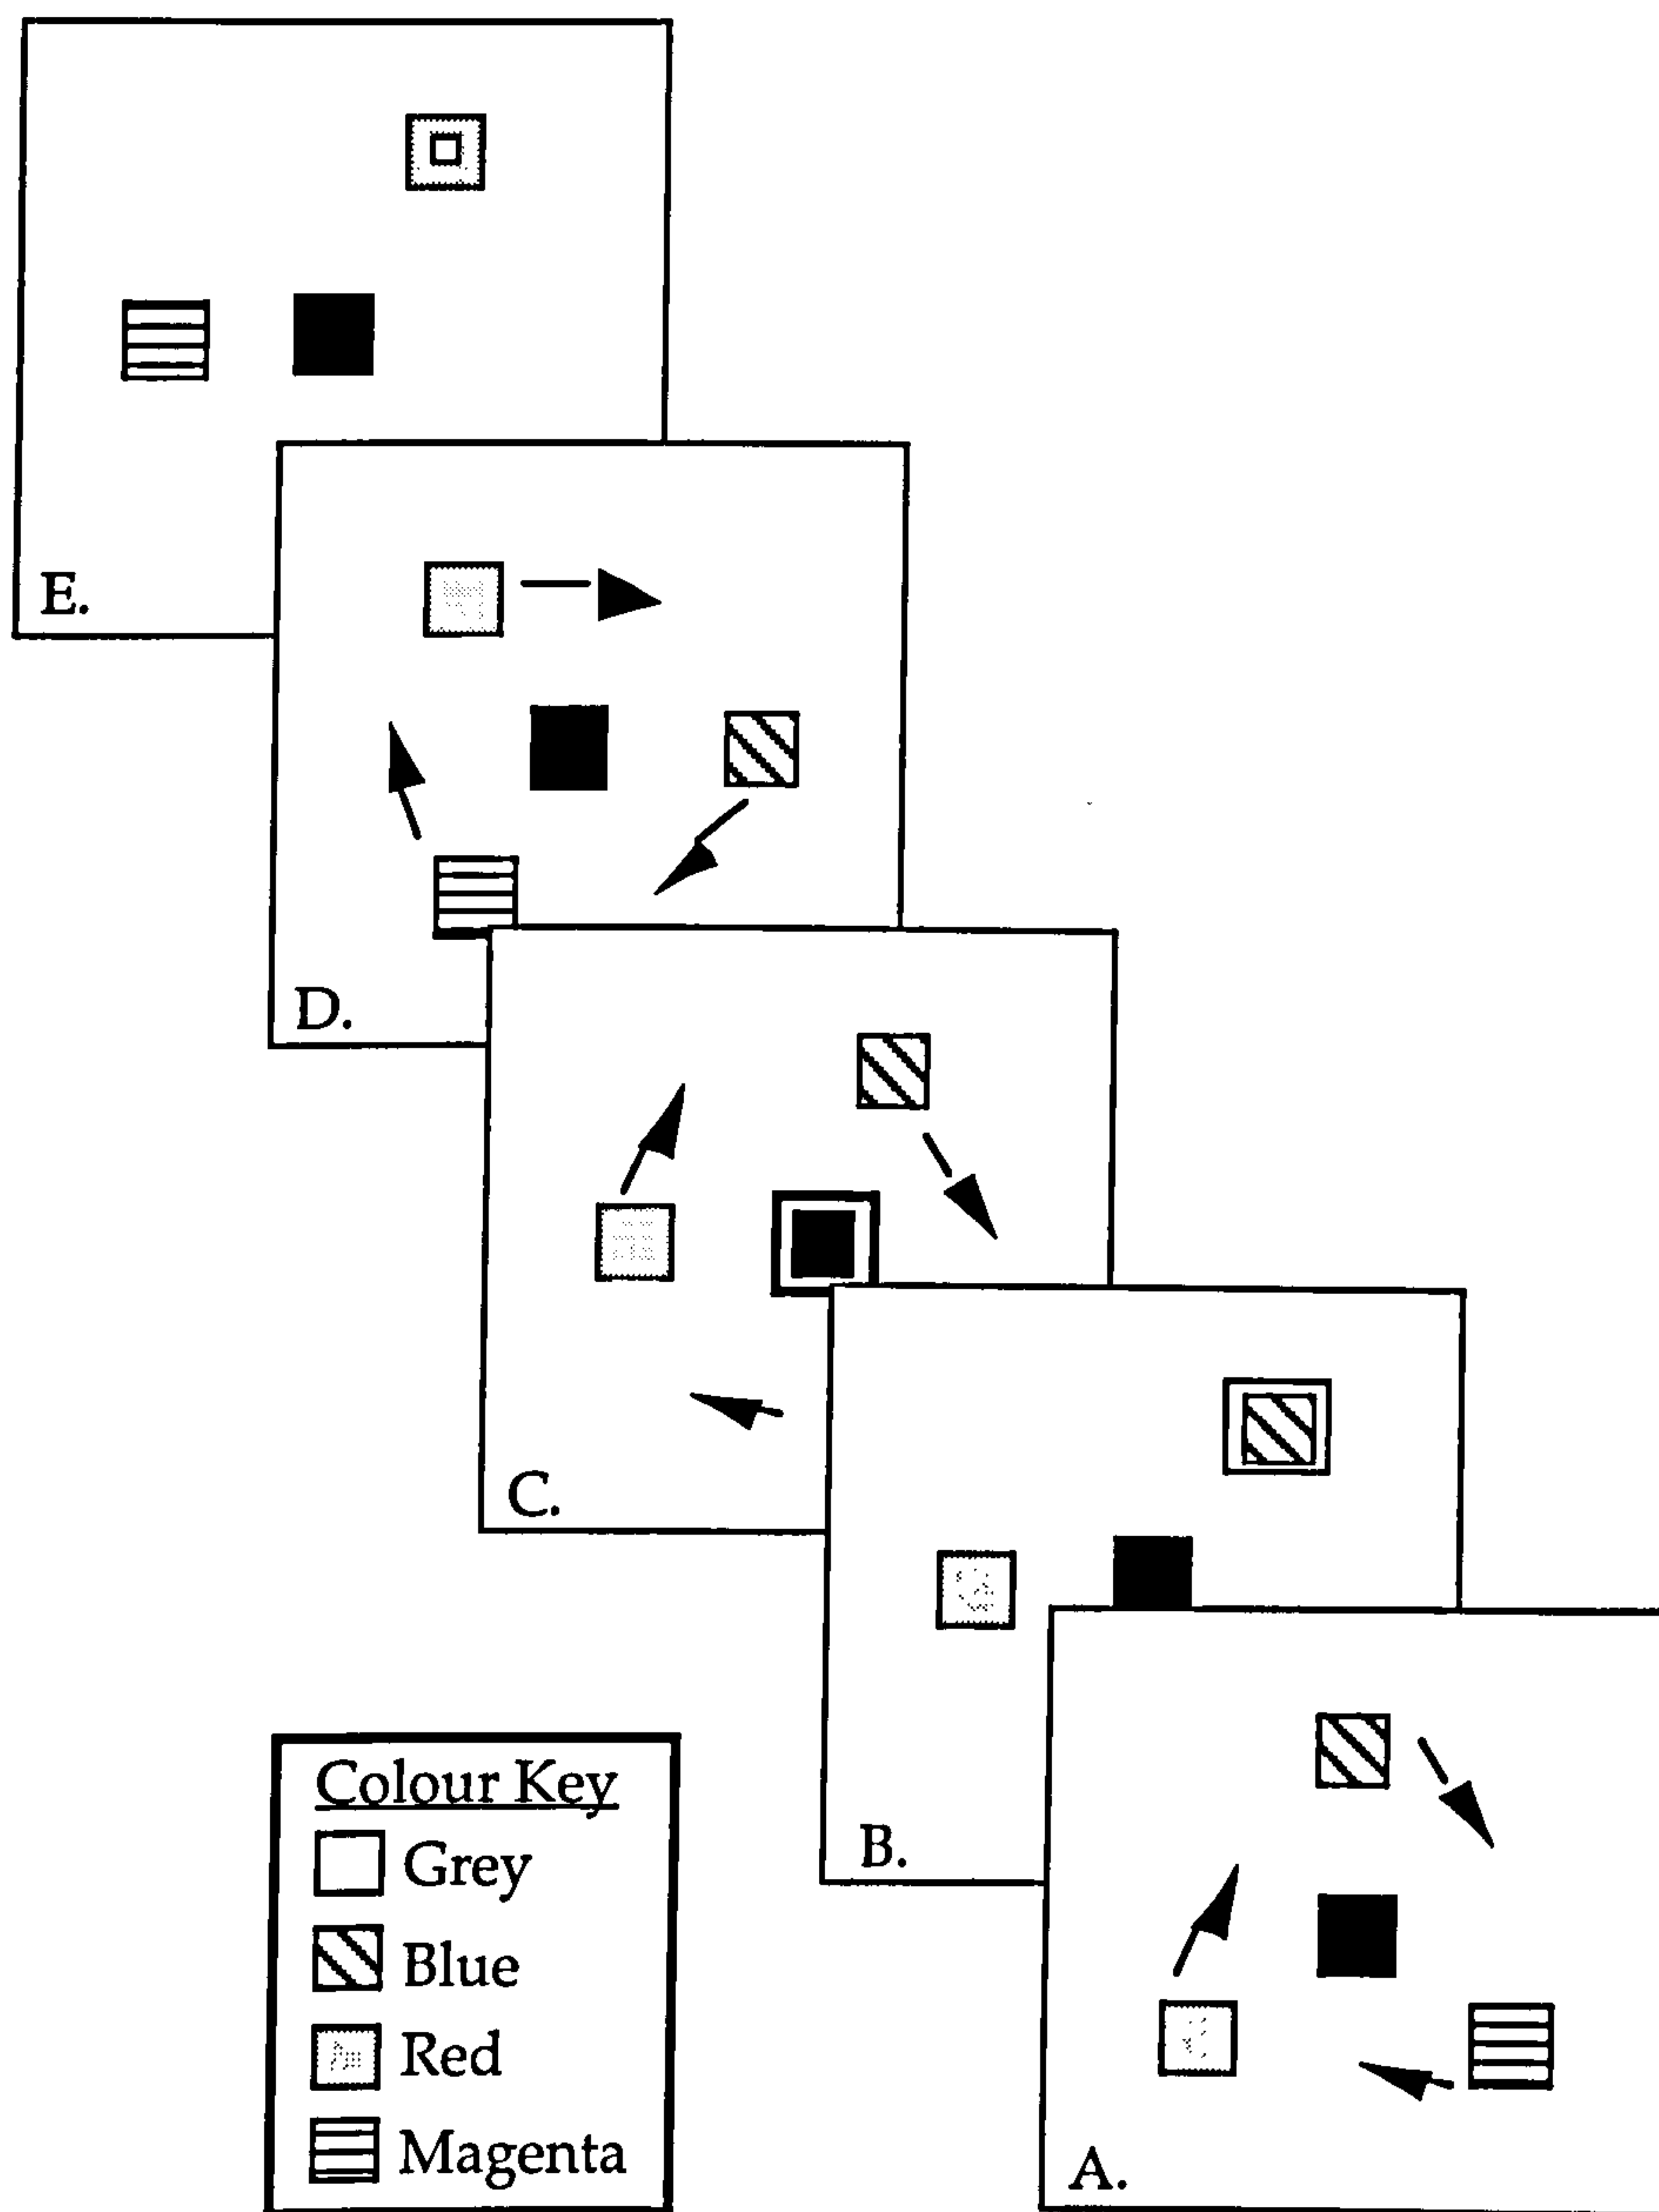 E.
D.
C.
B.
A.
Colour Key
Grey
Blue
Red
Magenta